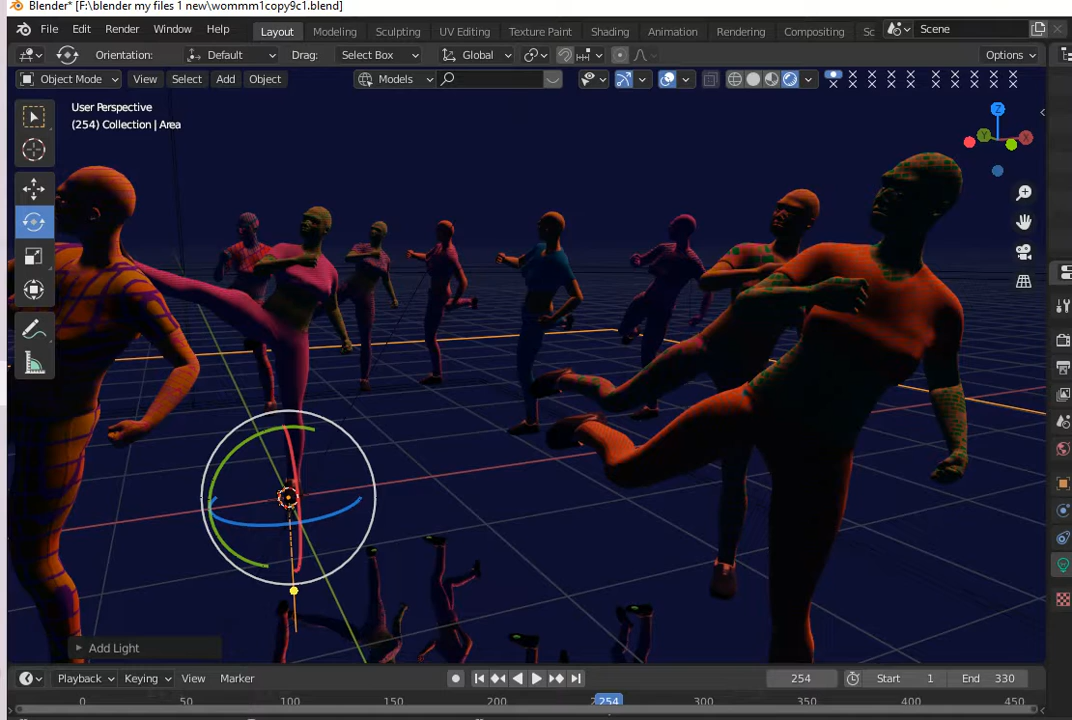 Blender* [F:\blender my files 1 new\wommm1copy9c1.blend]
File Edit Render Window Help Layout Modeling Sculpting UV Editing Texture Paint Shading Animation Rendering Compositing Sc Scene
Orientation: Default Drag: Select Box Global Options
Object Mode View Select Add Object Models
User Perspective
(254) Collection | Area
Z
Y X
Add Light
Playback Keying View Marker 254 Start 1 End 330
0 50 100 150 200 254 300 350 400 450